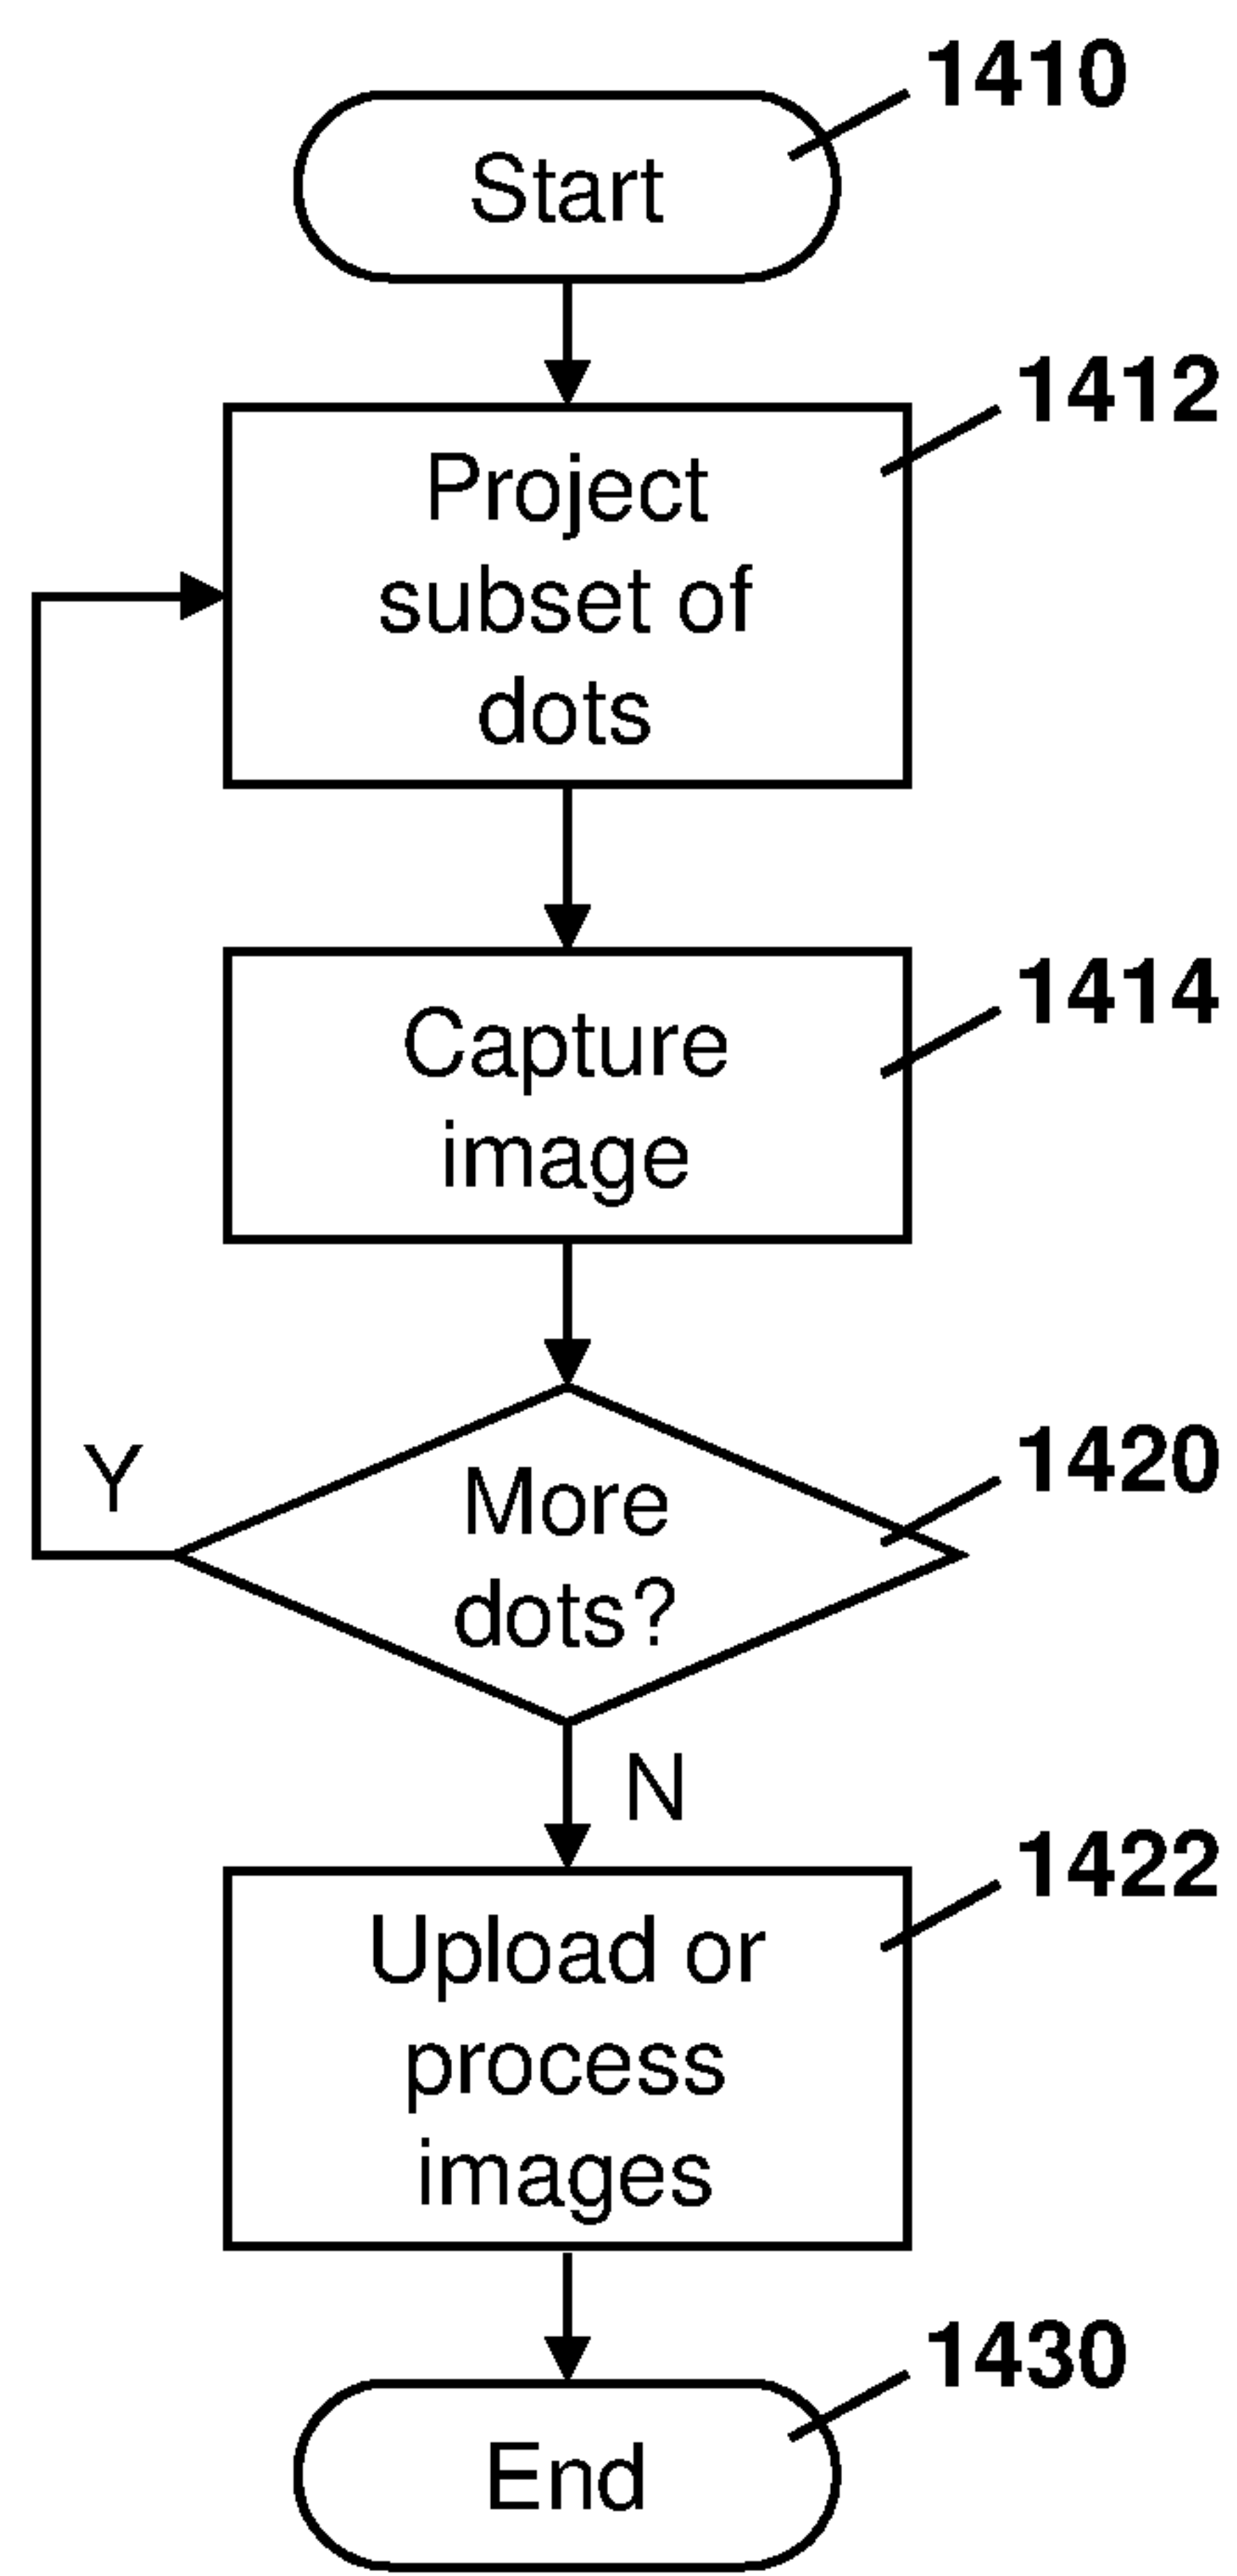 1410
Start
1412
Project
subset of
dots
1414
Capture
image
1420
Y
More
dots?
N
1422
Upload or
process
images
1430
End